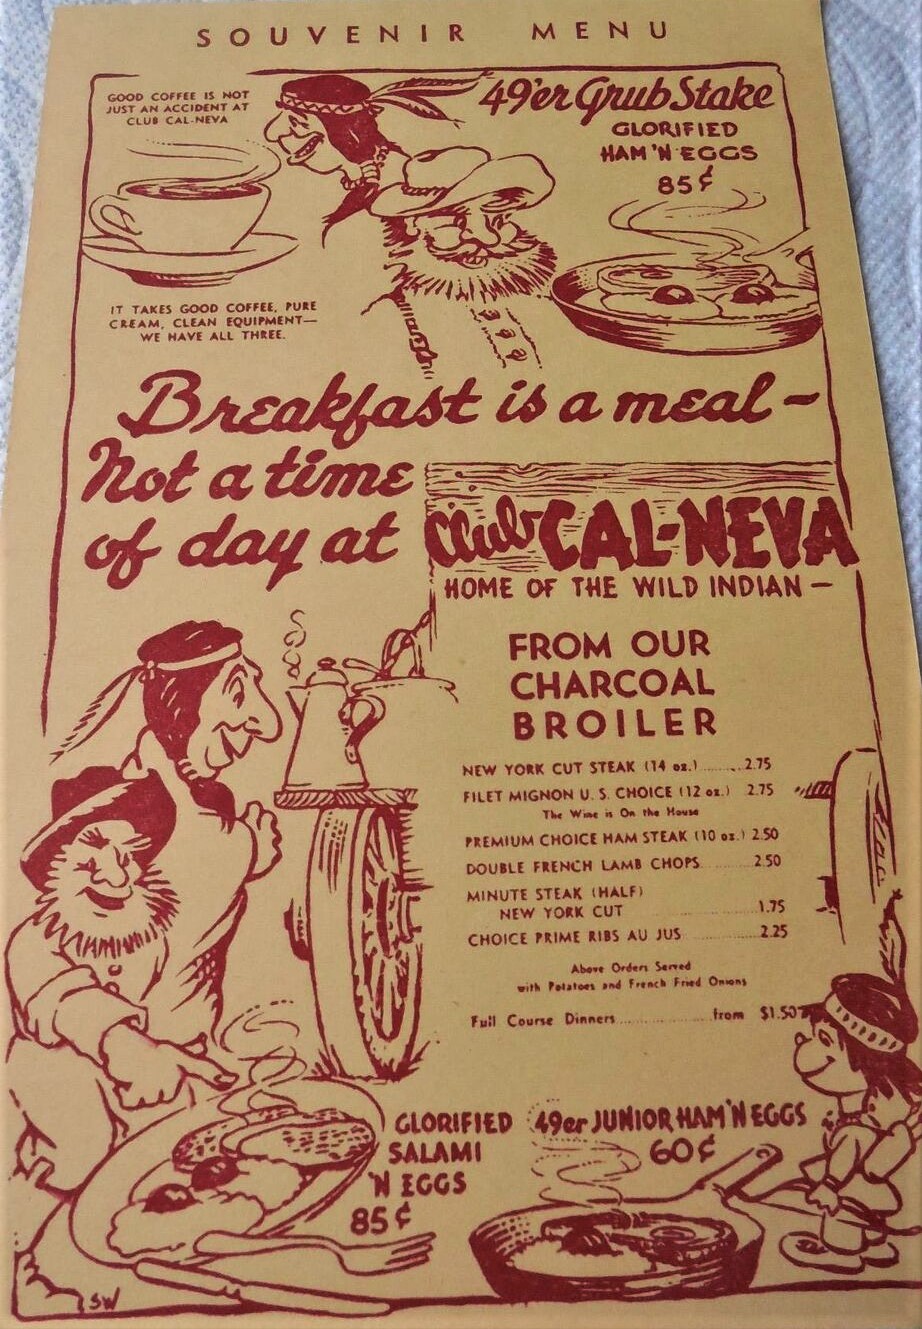 SOUVENIR MENU
GOOD COFFEE IS NOT
JUST AN ACCIDENT AT
CLUB CAL-NEVA
49'er Grub Stake
GLORIFIED
HAM 'N EGGS
85¢
IT TAKES GOOD COFFEE, PURE
CREAM, CLEAN EQUIPMENT—
WE HAVE ALL THREE.
Breakfast is a meal -
Not a time
of day at
Club CAL-NEVA
HOME OF THE WILD INDIAN —
FROM OUR
CHARCOAL
BROILER
NEW YORK CUT STEAK (14 oz.) ........ 2.75
FILET MIGNON U. S. CHOICE (12 oz.) 2.75
The Wine is On the House
PREMIUM CHOICE HAM STEAK (10 oz.) 2.50
DOUBLE FRENCH LAMB CHOPS ........... 2.50
MINUTE STEAK (HALF)
NEW YORK CUT ........................ 1.75
CHOICE PRIME RIBS AU JUS ............... 2.25
Above Orders Served
with Potatoes and French Fried Onions
Full Course Dinners ..................... from $1.50
GLORIFIED
SALAMI
'N EGGS
85¢
49er JUNIOR HAM 'N EGGS
60¢
SW